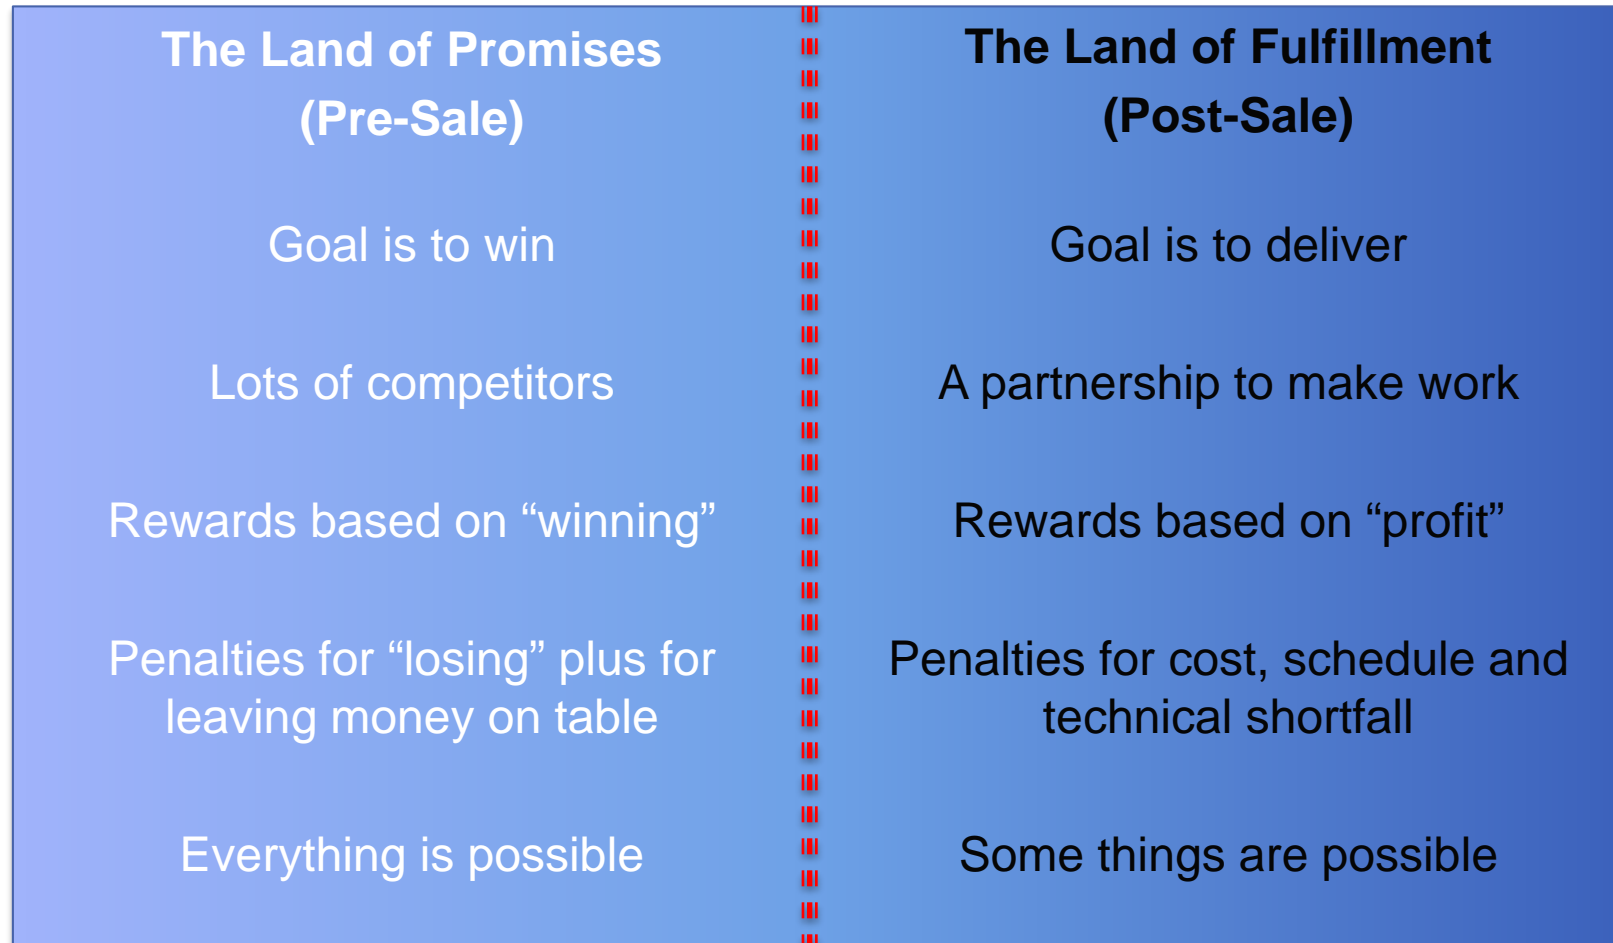 The Land of Promises
(Pre-Sale)
Goal is to win
Lots of competitors
Rewards based on “winning”
Penalties for “losing” plus for
leaving money on table
Everything is possible
The Land of Fulfillment
(Post-Sale)
Goal is to deliver
A partnership to make work
Rewards based on “profit”
Penalties for cost, schedule and
technical shortfall
Some things are possible